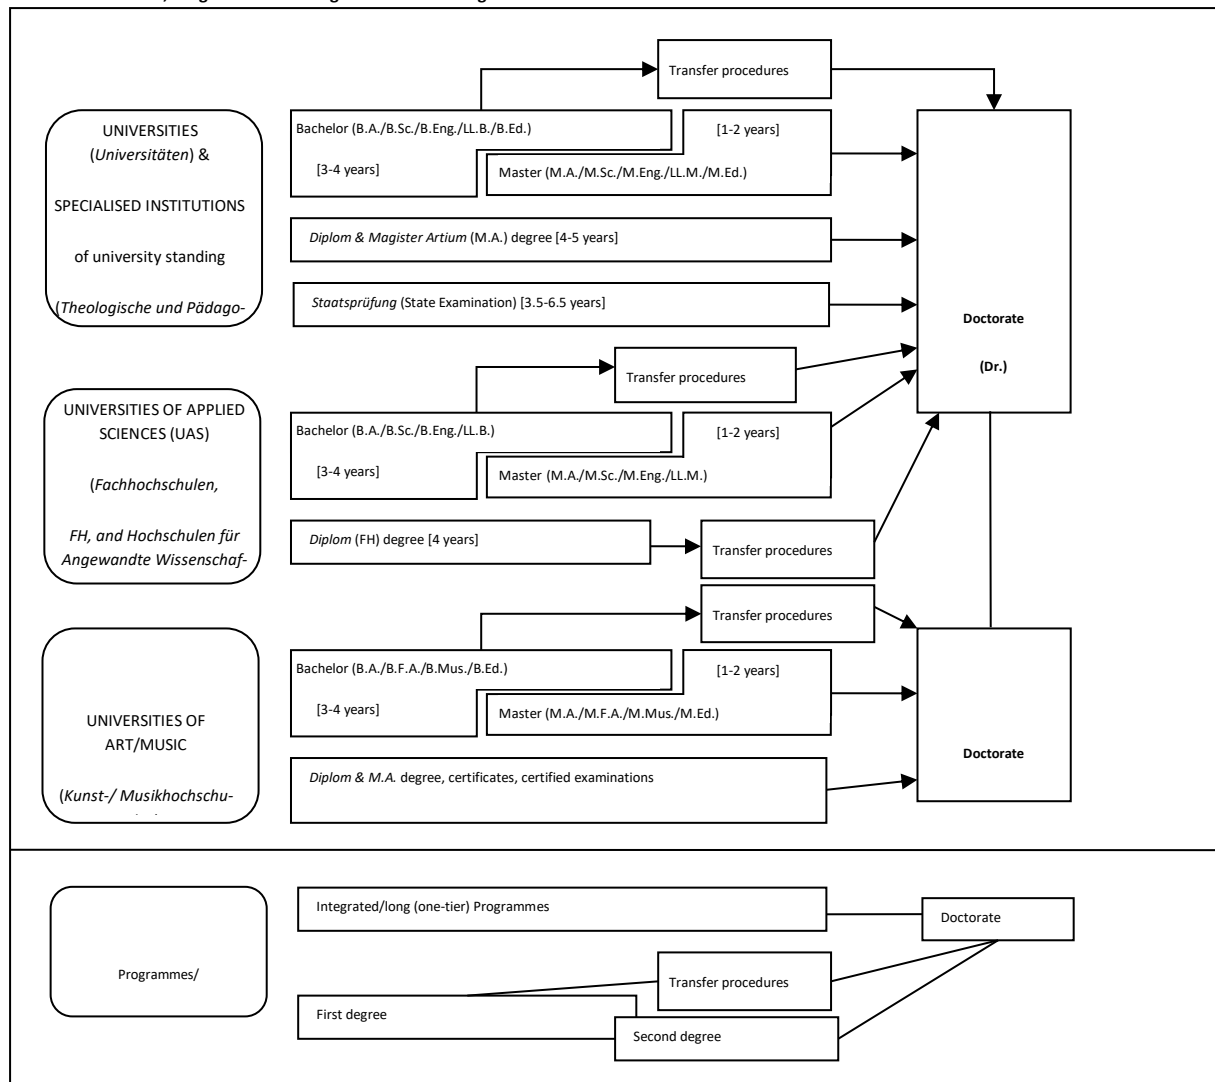 Transfer procedures
UNIVERSITIES
(Universitäten) &
SPECIALISED INSTITUTIONS
of university standing
(Theologische und Pädago-
Bachelor (B.A./B.Sc./B.Eng./LL.B./B.Ed.)
[3-4 years]
[1-2 years]
Master (M.A./M.Sc./M.Eng./LL.M./M.Ed.)
Diplom & Magister Artium (M.A.) degree [4-5 years]
Staatsprüfung (State Examination) [3.5-6.5 years]
Doctorate
(Dr.)
Transfer procedures
UNIVERSITIES OF APPLIED
SCIENCES (UAS)
(Fachhochschulen,
FH, and Hochschulen für
Angewandte Wissenschaf-
Bachelor (B.A./B.Sc./B.Eng./LL.B.)
[3-4 years]
[1-2 years]
Master (M.A./M.Sc./M.Eng./LL.M.)
Diplom (FH) degree [4 years]
Transfer procedures
Transfer procedures
UNIVERSITIES OF
ART/MUSIC
(Kunst-/ Musikhochschu-
Bachelor (B.A./B.F.A./B.Mus./B.Ed.)
[3-4 years]
[1-2 years]
Master (M.A./M.F.A./M.Mus./M.Ed.)
Diplom & M.A. degree, certificates, certified examinations
Doctorate
Programmes/
Integrated/long (one-tier) Programmes
Doctorate
Transfer procedures
First degree
Second degree